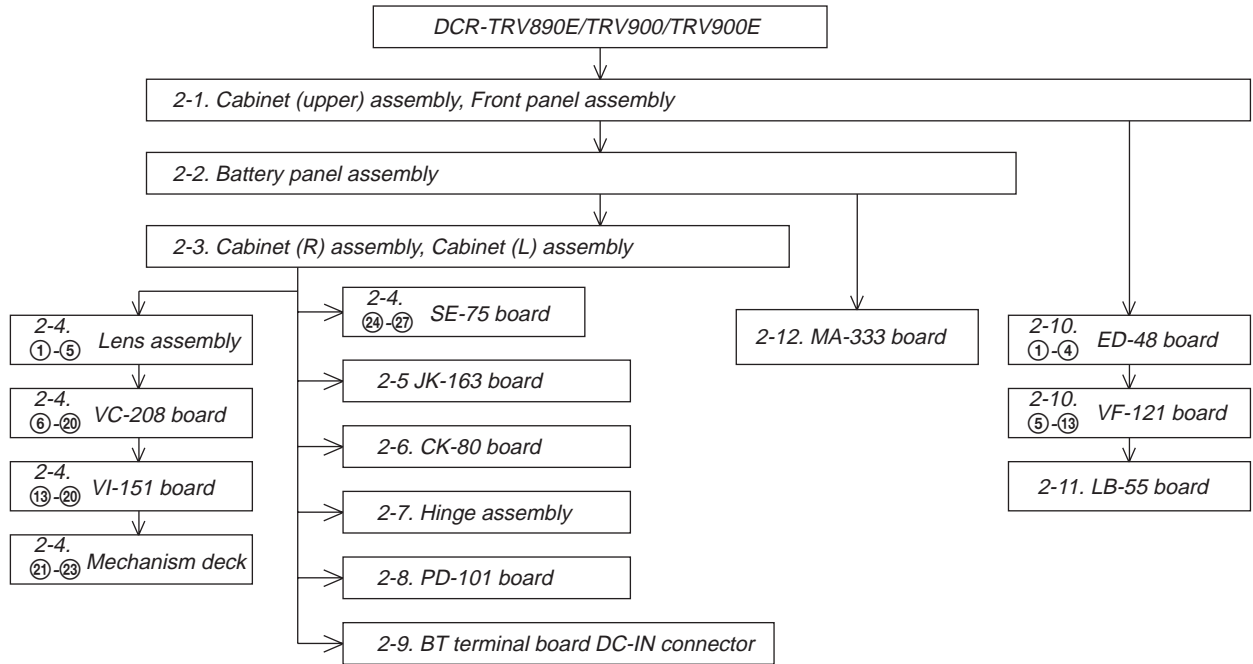 DCR-TRV890E/TRV900/TRV900E
2-1. Cabinet (upper) assembly, Front panel assembly
2-2. Battery panel assembly
2-3. Cabinet (R) assembly, Cabinet (L) assembly
2-4.
①-⑤ Lens assembly
2-4.
⑥-⑳ VC-208 board
2-4.
⑬-⑳ VI-151 board
2-4.
㉑-㉓ Mechanism deck
2-4.
㉔-㉗ SE-75 board
2-5 JK-163 board
2-6. CK-80 board
2-7. Hinge assembly
2-8. PD-101 board
2-9. BT terminal board DC-IN connector
2-12. MA-333 board
2-10.
①-④ ED-48 board
2-10.
⑤-⑬ VF-121 board
2-11. LB-55 board